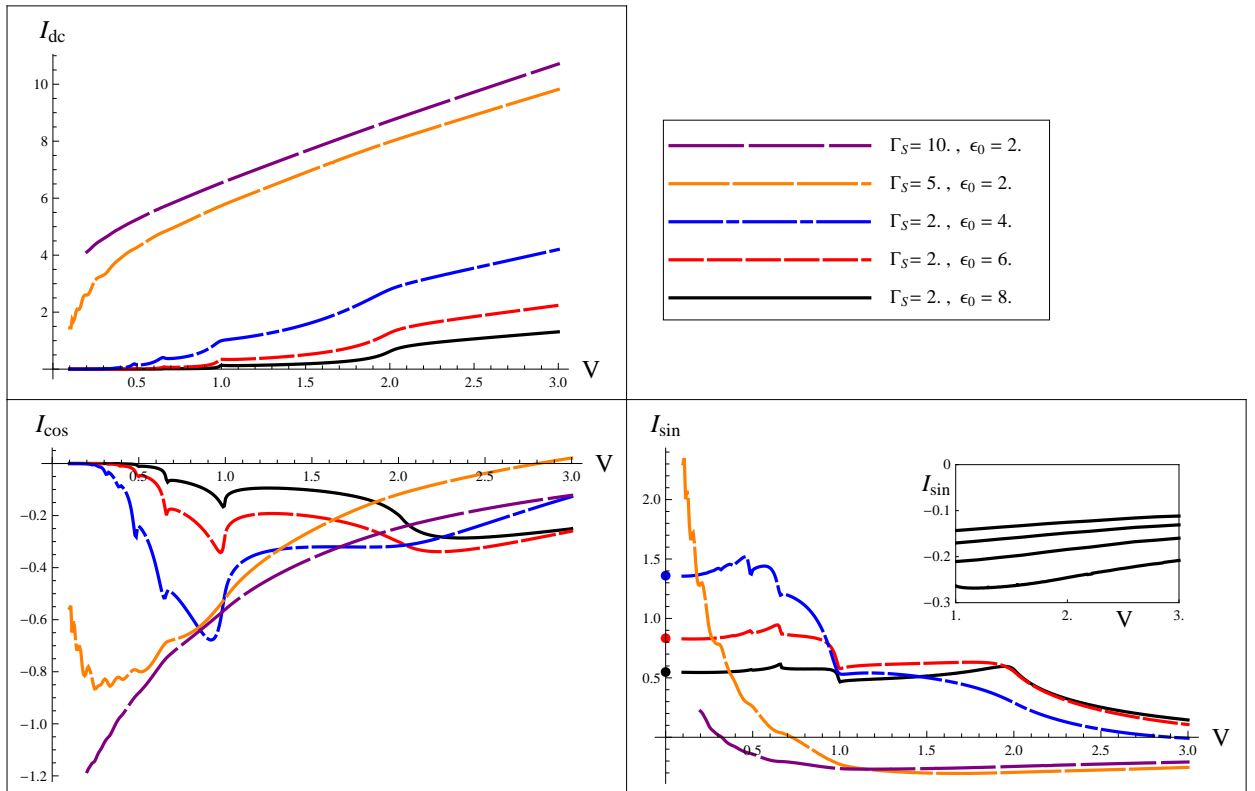 I_dc
10
8
6
4
2
0.5 1.0 1.5 2.0 2.5 3.0 V
Γ_S = 10. , ϵ_0 = 2.
Γ_S = 5. , ϵ_0 = 2.
Γ_S = 2. , ϵ_0 = 4.
Γ_S = 2. , ϵ_0 = 6.
Γ_S = 2. , ϵ_0 = 8.
I_cos
0.5 1.0 1.5 2.0 2.5 3.0 V
−0.2
−0.4
−0.6
−0.8
−1.0
−1.2
I_sin
2.0
1.5
1.0
0.5
0.5 1.0 1.5 2.0 2.5 3.0 V
I_sin
0
−0.1
−0.2
−0.3
1. 2. 3.
V